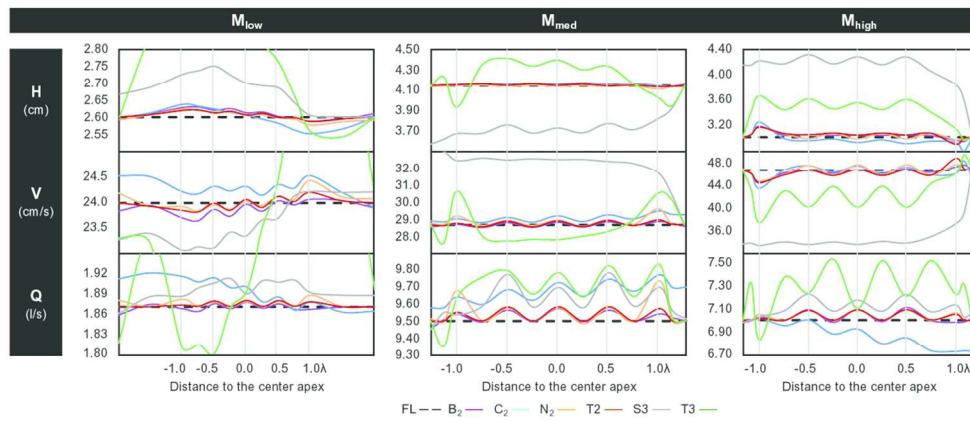 M_low M_med M_high
H (cm)
2.80 2.70 2.65 2.60 2.55
4.50 4.30 4.10 3.90 3.70
4.40 4.00 3.60 3.20 2.80
V (cm/s)
24.5 24.0 23.5
32.0 31.0 30.0 29.0 28.0
48.0 44.0 40.0 36.0
Q (l/s)
1.92 1.89 1.86 1.83 1.80
9.80 9.70 9.60 9.50 9.40 9.30
7.50 7.30 7.10 6.90 6.70
-1.0 -0.5 0.0 0.5 1.0λ
-1.0 -0.5 0.0 0.5 1.0λ
-1.0 -0.5 0.0 0.5 1.0λ
Distance to the center apex
Distance to the center apex
Distance to the center apex
FL B₂ C₂ N₂ T2 S3 T3